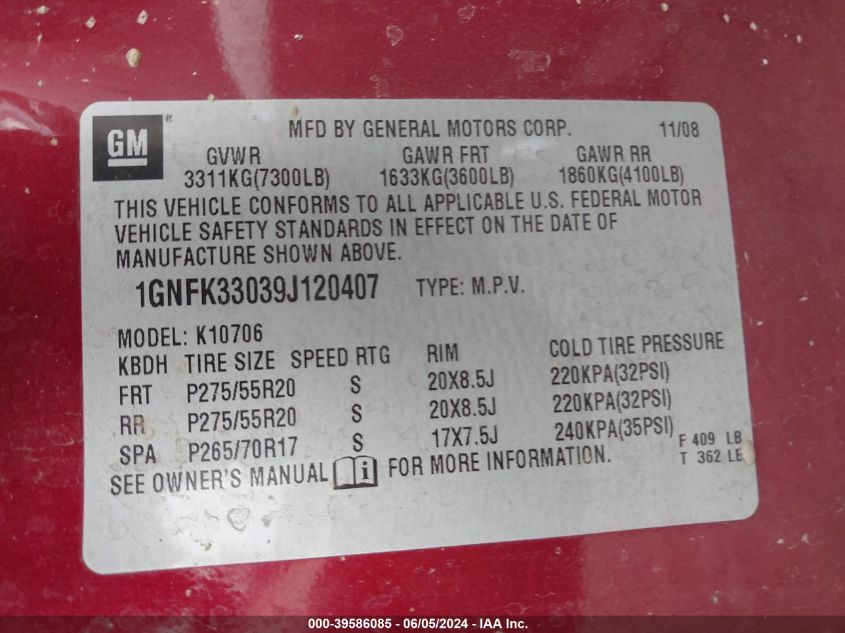 GM® MFD BY GENERAL MOTORS CORP. 11/08
GVWR GAWR FRT GAWR RR
3311KG(7300LB) 1633KG(3600LB) 1860KG(4100LB)
THIS VEHICLE CONFORMS TO ALL APPLICABLE U.S. FEDERAL MOTOR
VEHICLE SAFETY STANDARDS IN EFFECT ON THE DATE OF
MANUFACTURE SHOWN ABOVE.
1GNFK33039J120407 TYPE: M.P.V.
MODEL: K10706
KBDH TIRE SIZE SPEED RTG RIM COLD TIRE PRESSURE
FRT P275/55R20 S 20X8.5J 220KPA(32PSI)
RR P275/55R20 S 20X8.5J 220KPA(32PSI)
SPA P265/70R17 S 17X7.5J 240KPA(35PSI)
F 409 LB
SEE OWNER'S MANUAL i FOR MORE INFORMATION.
T 362 LE
000-39586085 - 06/05/2024 - IAA Inc.